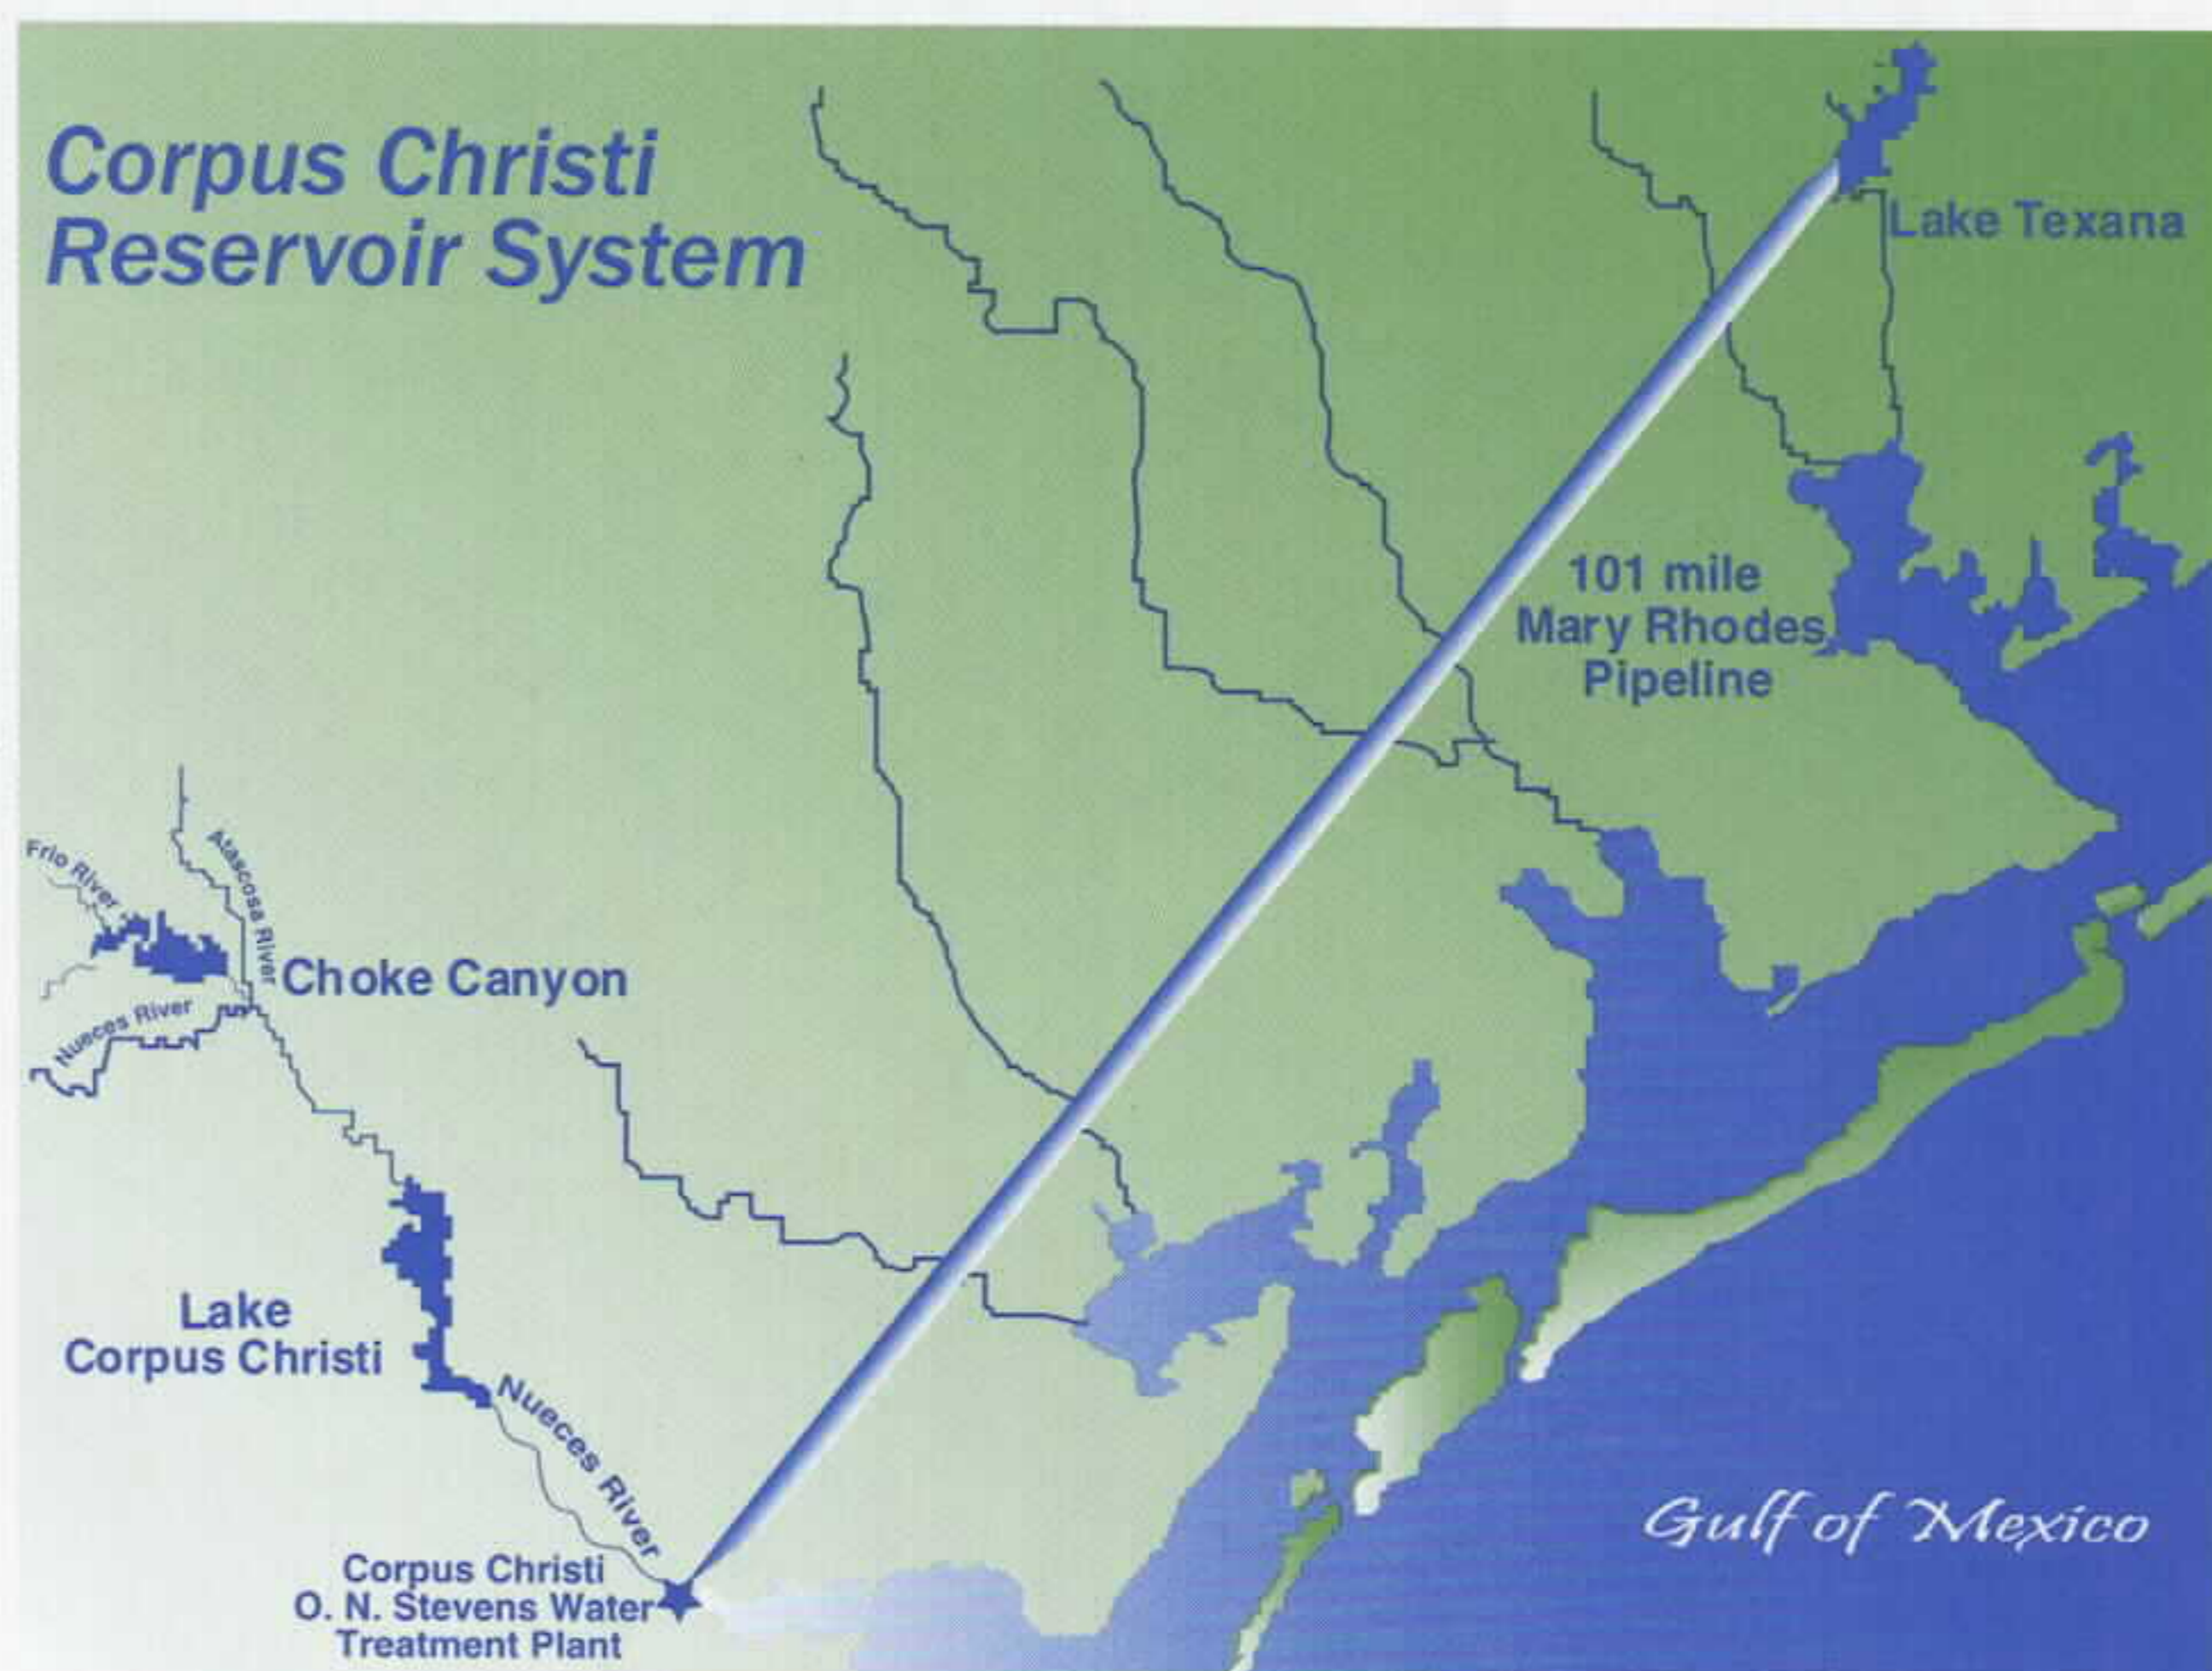 Corpus Christi
Reservoir System
Lake Texana
101 mile
Mary Rhodes
Pipeline
Frio River
Atascosa River
Choke Canyon
Nueces River
Lake
Corpus Christi
Nueces River
Corpus Christi
O. N. Stevens Water
Treatment Plant
Gulf of Mexico